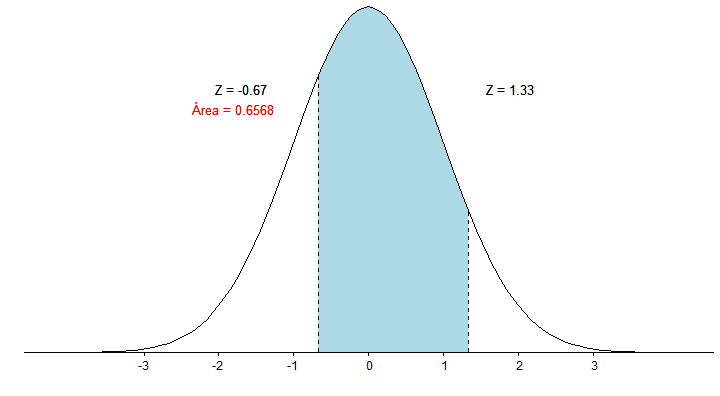 Z = -0.67
Z = 1.33
Área = 0.6568
-3 -2 -1 0 1 2 3